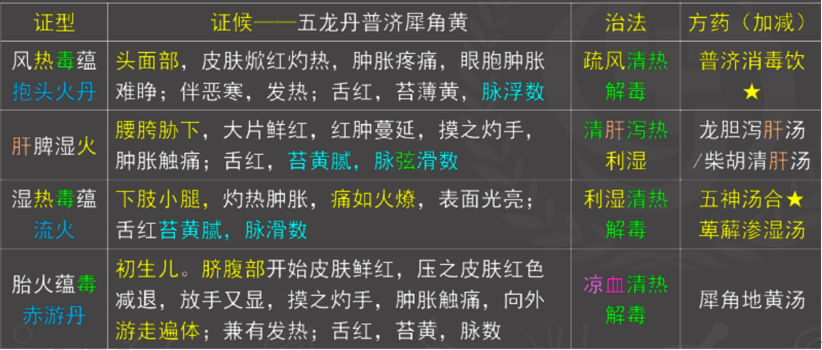 证型 证候——五龙丹普济犀角黄 治法 方药（加减）
风热毒蕴
抱头火丹
头面部，皮肤焮红灼热，肿胀疼痛，眼胞肿胀
难睁；伴恶寒，发热；舌红，苔薄黄，脉浮数
疏风清热
解毒
普济消毒饮
★
肝脾湿火
腰胯胁下，大片鲜红，红肿蔓延，摸之灼手，
肿胀触痛；舌红，苔黄腻，脉弦滑数
清肝泻热
利湿
龙胆泻肝汤
/柴胡清肝汤
湿热毒蕴
流火
下肢小腿，灼热肿胀，痛如火燎，表面光亮；
舌红苔黄腻，脉滑数
利湿清热
解毒
五神汤合★
萆薢渗湿汤
胎火蕴毒
赤游丹
初生儿。脐腹部开始皮肤鲜红，压之皮肤红色
减退，放手又显，摸之灼手，肿胀触痛，向外
游走遍体；兼有发热；舌红，苔黄，脉数
凉血清热
解毒
犀角地黄汤